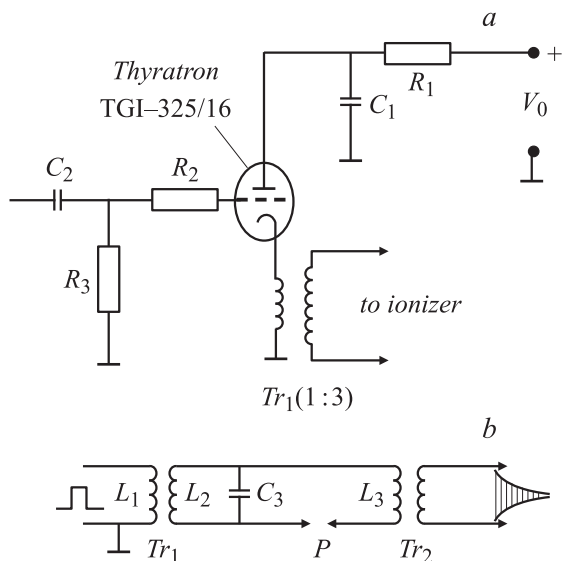 a
Thyratron
TGI–325/16
R1
+
C1
V0
C2
R2
R3
to ionizer
Tr1(1:3)
b
L1
L2
C3
L3
Tr1
P
Tr2